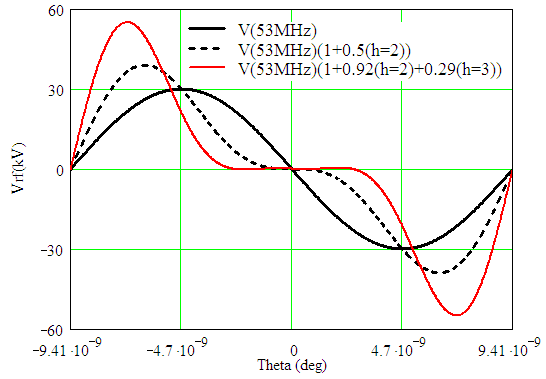 60
V(53MHz)
V(53MHz)(1+0.5(h=2))
V(53MHz)(1+0.92(h=2)+0.29(h=3))
30
Vrf(kV)
0
−30
−60
−9.41·10⁻⁹ −4.7·10⁻⁹ 0 4.7·10⁻⁹ 9.41·10⁻⁹
Theta (deg)